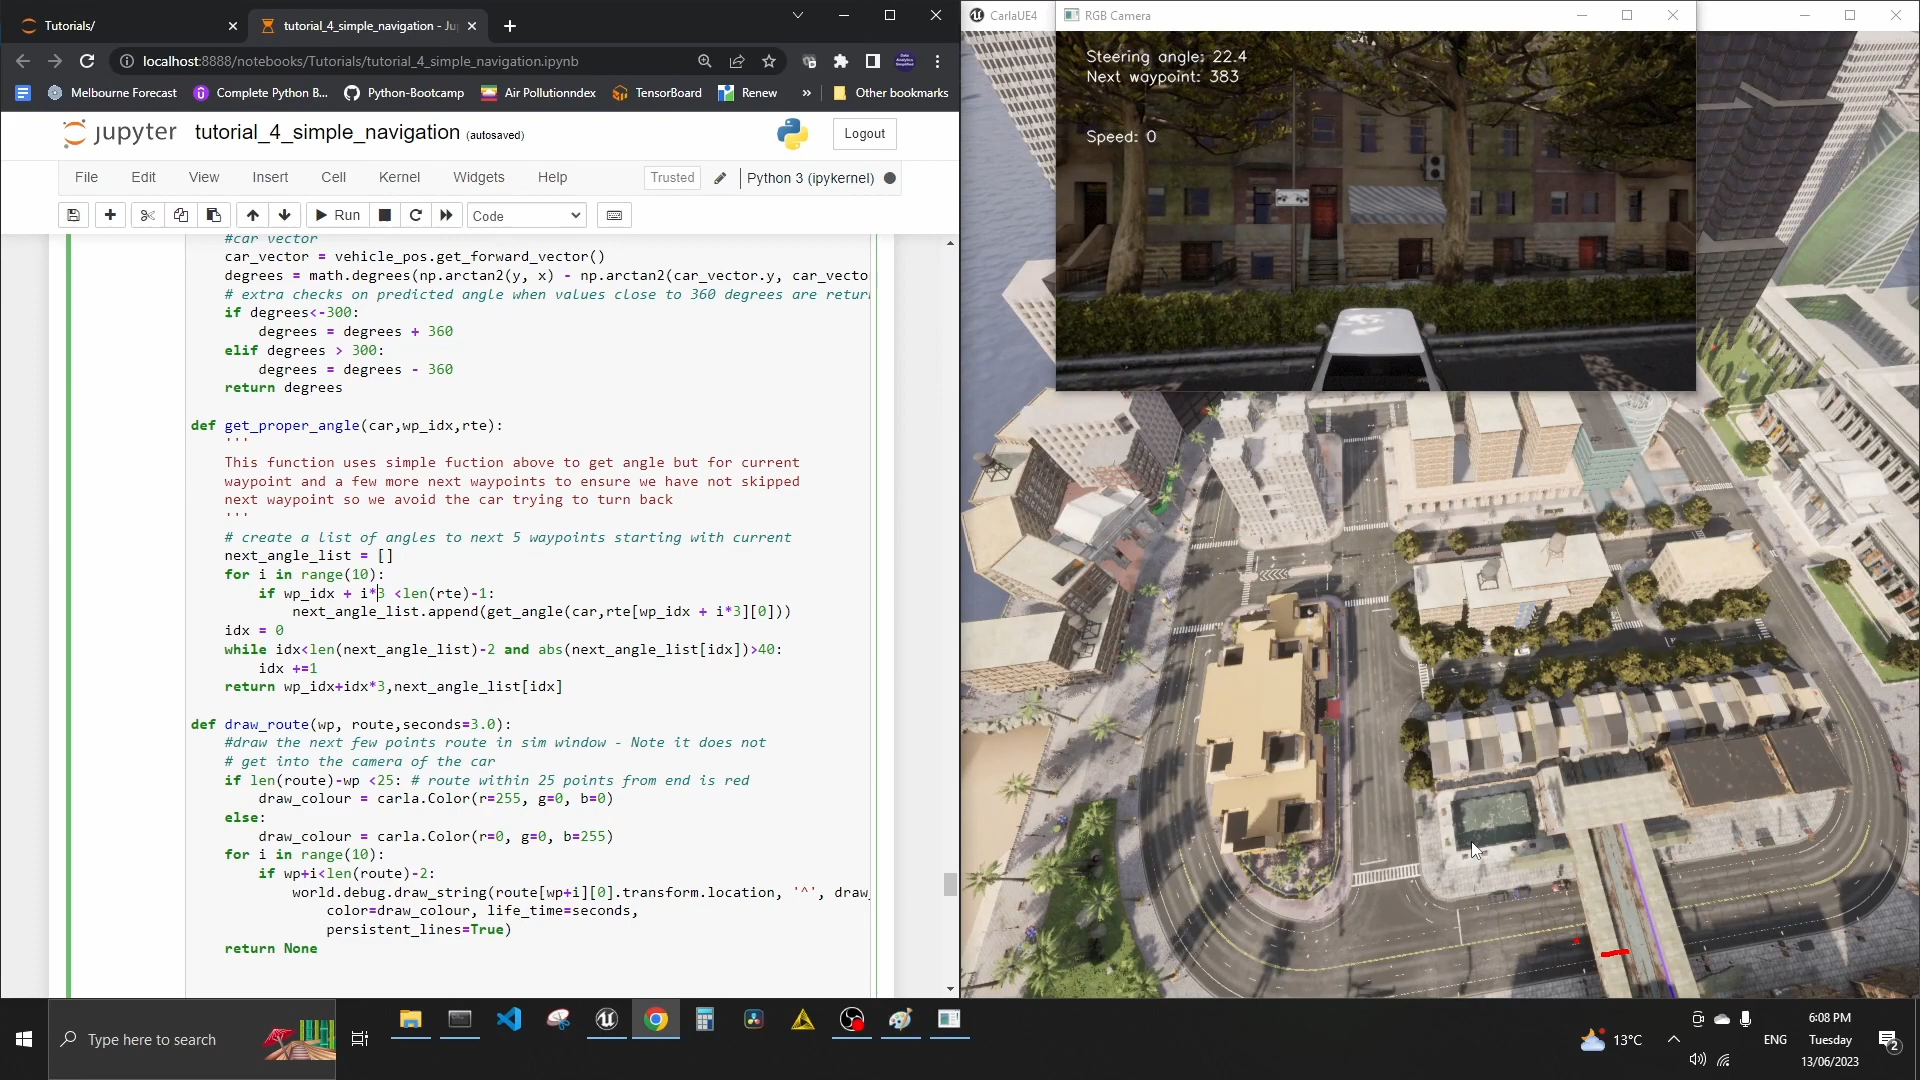 Tutorials/
tutorial_4_simple_navigation - Ju
localhost:8888/notebooks/Tutorials/tutorial_4_simple_navigation.ipynb
Melbourne Forecast
Complete Python B...
Python-Bootcamp
Air Pollutionndex
TensorBoard
Renew
»
Other bookmarks
jupyter
tutorial_4_simple_navigation (autosaved)
Logout
File Edit View Insert Cell Kernel Widgets Help
Trusted
Python 3 (ipykernel)
Run
Code
#car vector
car_vector = vehicle_pos.get_forward_vector()
degrees = math.degrees(np.arctan2(y, x) - np.arctan2(car_vector.y, car_vecto
# extra checks on predicted angle when values close to 360 degrees are retur
if degrees<-300:
degrees = degrees + 360
elif degrees > 300:
degrees = degrees - 360
return degrees
def get_proper_angle(car,wp_idx,rte):
'''
This function uses simple fuction above to get angle but for current
waypoint and a few more next waypoints to ensure we have not skipped
next waypoint so we avoid the car trying to turn back
'''
# create a list of angles to next 5 waypoints starting with current
next_angle_list = []
for i in range(10):
if wp_idx + i*3 <len(rte)-1:
next_angle_list.append(get_angle(car,rte[wp_idx + i*3][0]))
idx = 0
while idx<len(next_angle_list)-2 and abs(next_angle_list[idx])>40:
idx +=1
return wp_idx+idx*3,next_angle_list[idx]
def draw_route(wp, route,seconds=3.0):
#draw the next few points route in sim window - Note it does not
# get into the camera of the car
if len(route)-wp <25: # route within 25 points from end is red
draw_colour = carla.Color(r=255, g=0, b=0)
else:
draw_colour = carla.Color(r=0, g=0, b=255)
for i in range(10):
if wp+i<len(route)-2:
world.debug.draw_string(route[wp+i][0].transform.location, '^', draw_
color=draw_colour, life_time=seconds,
persistent_lines=True)
return None
CarlaUE4
RGB Camera
Steering angle: 22.4
Next waypoint: 383
Speed: 0
Type here to search
13°C
ENG
6:08 PM
Tuesday
13/06/2023
2